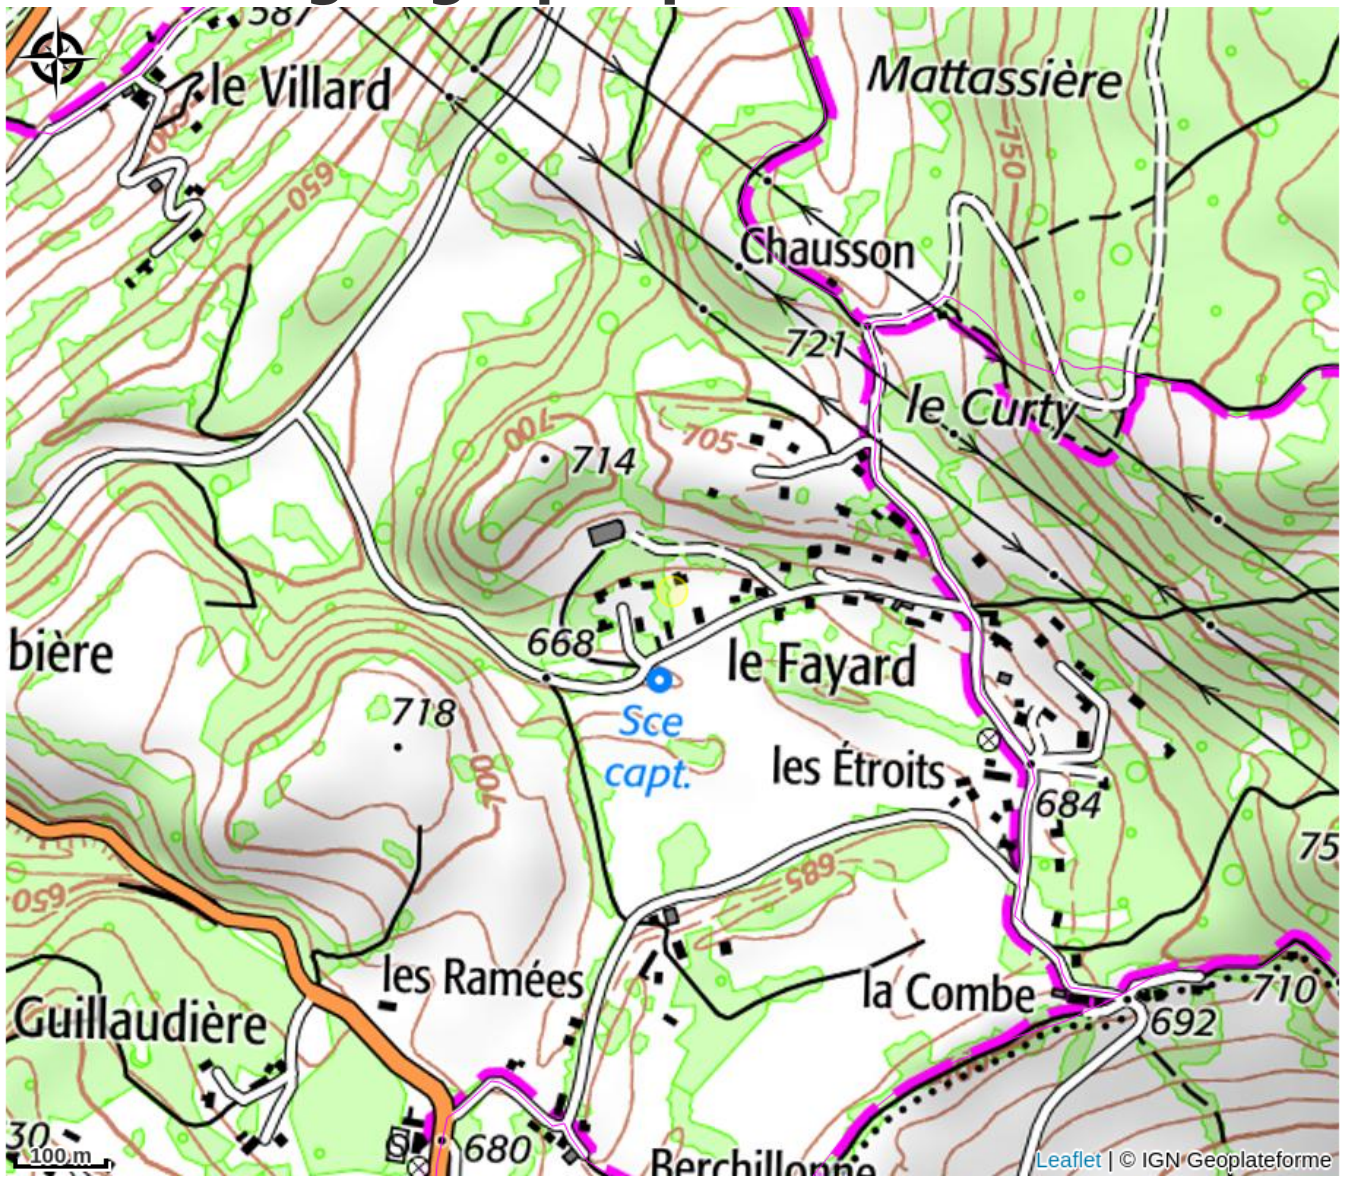 587
le Villard
600
650
Mattassière
750
Chausson
721
le Curty
700
714
705
668
bière
le Fayard
718
Sce
capt.
les Étroits
700
684
75
685
650
les Ramées
la Combe
710
Guillaudière
692
30
100 m
S
680
Berchillonne
Leaflet | © IGN Geoplateforme